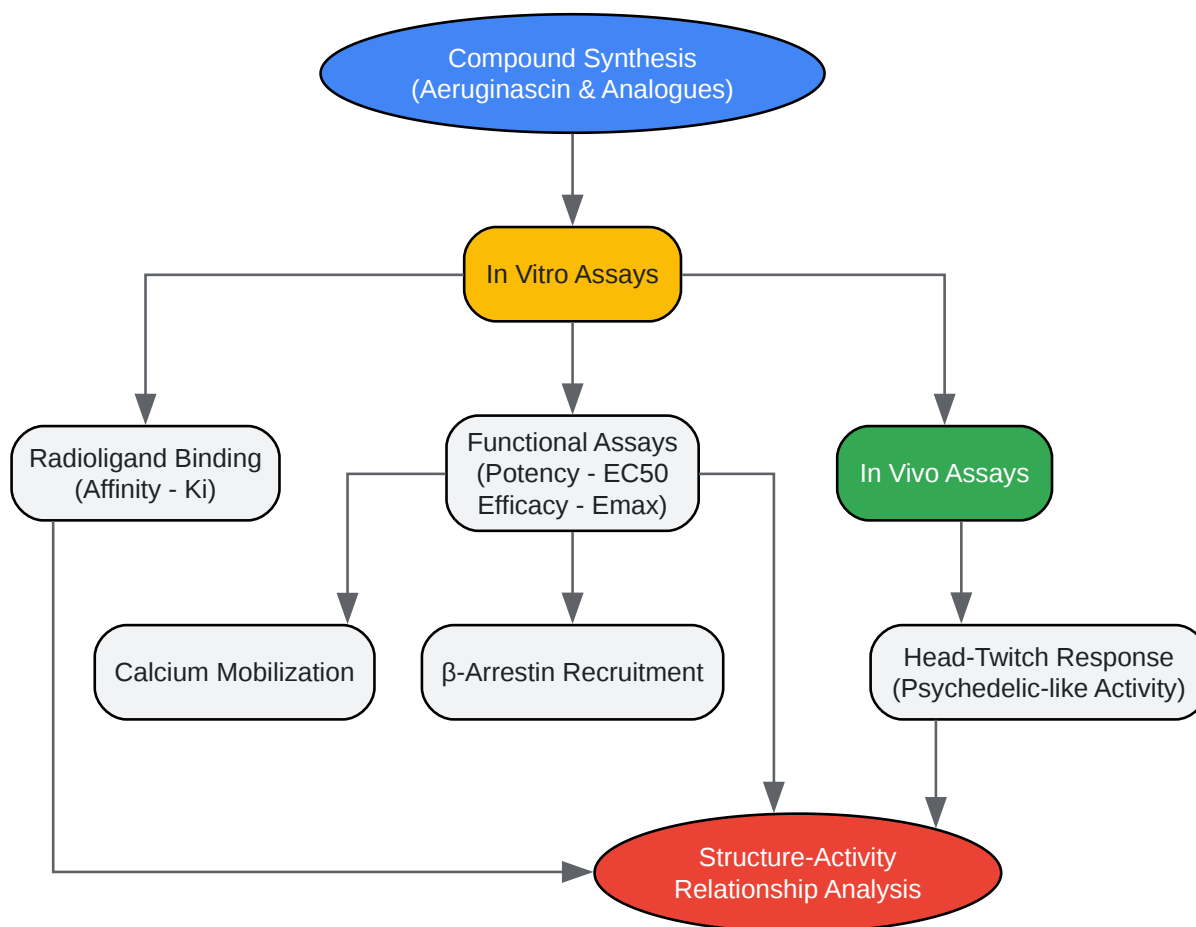 Compound Synthesis
(Aeruginascin & Analogues)
In Vitro Assays
Radioligand Binding
(Affinity - Ki)
Functional Assays
(Potency - EC50
Efficacy - Emax)
In Vivo Assays
Calcium Mobilization
β-Arrestin Recruitment
Head-Twitch Response
(Psychedelic-like Activity)
Structure-Activity
Relationship Analysis